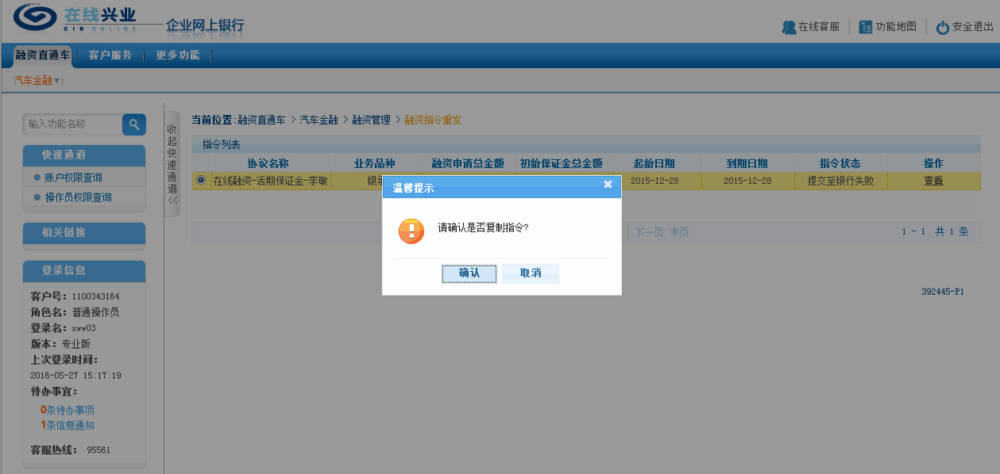 在线兴业
CIB ONLINE
企业网上银行
在线客服
功能地图
安全退出
融资直通车
客户服务
更多功能
汽车金融
输入功能名称
快速通道
账户权限查询
操作员权限查询
相关链接
登录信息
客户号：1100343164
角色名：普通操作员
登录名：xww03
版本：专业版
上次登录时间：
2016-05-27 15:17:19
待办事宜：
0条待办事项
1条信息通知
客服热线： 95561
收起快速通道<<
当前位置:融资直通车 > 汽车金融 > 融资管理 > 融资指令重发
指令列表
协议名称 业务品种 融资申请总金额 初始保证金总金额 起始日期 到期日期 指令状态 操作
在线融资-活期保证金-李敏 银 2015-12-28 2015-12-28 提交至银行失败 查看
下一页 末页
1 - 1 共 1 条
392445-P1
温馨提示
请确认是否复制指令?
确认 取消